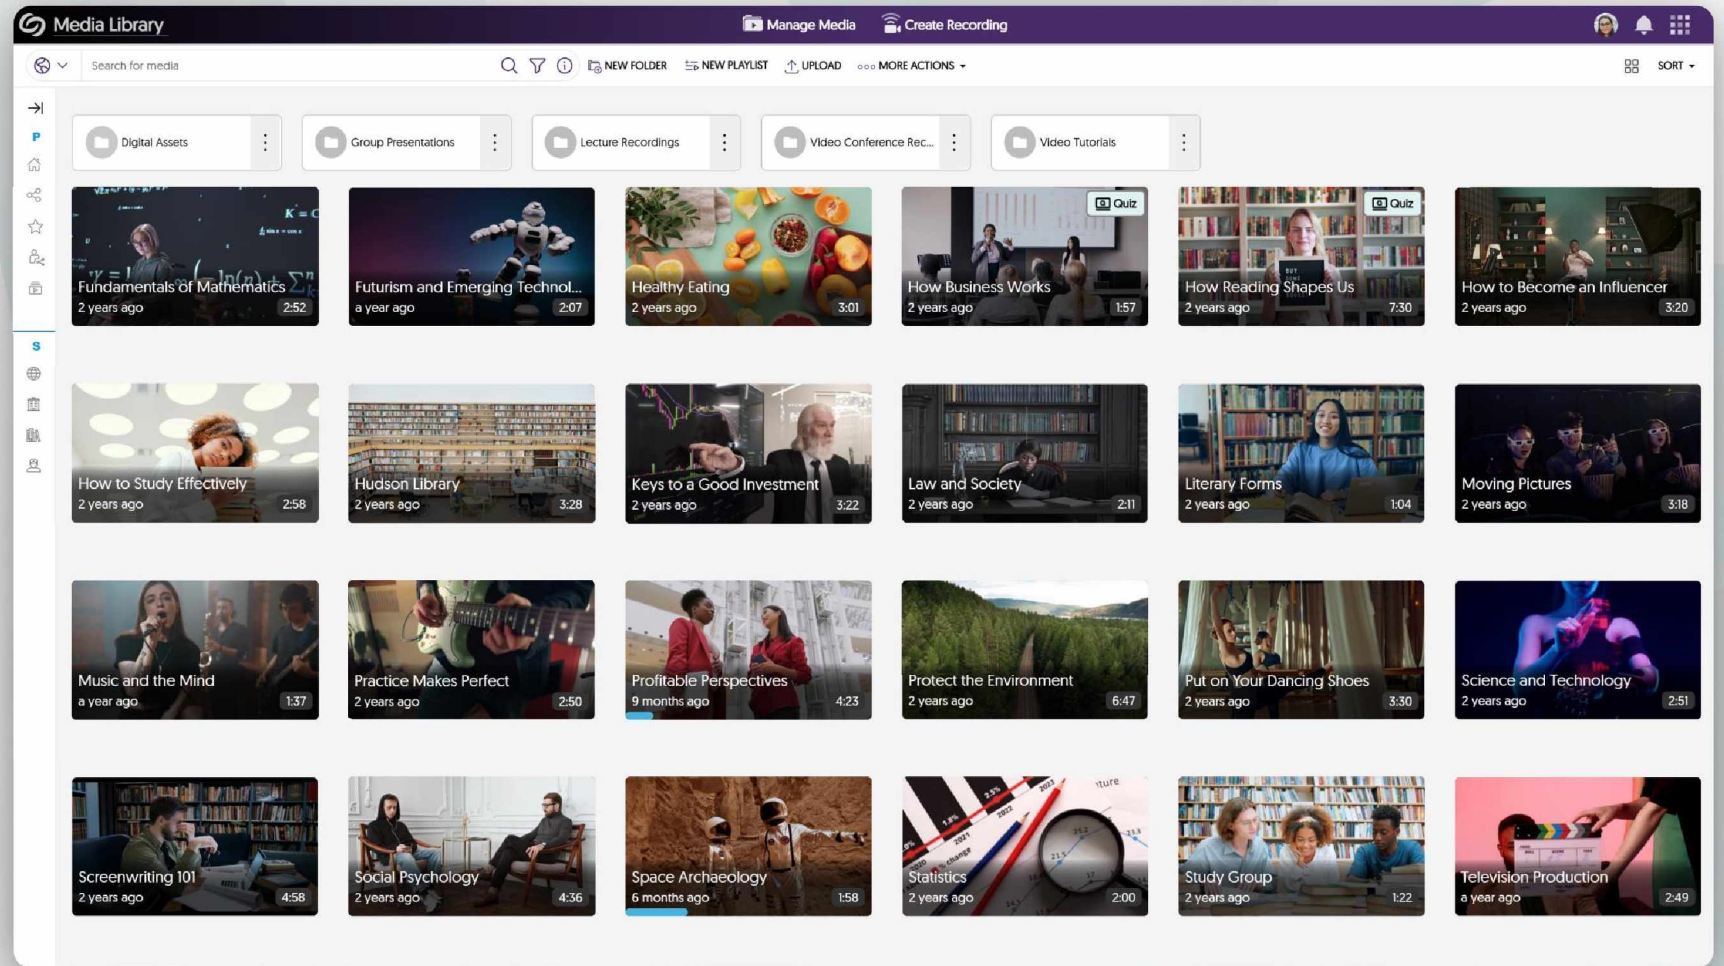 Media Library
Manage Media
Create Recording
Search for media
NEW FOLDER
NEW PLAYLIST
UPLOAD
MORE ACTIONS
SORT
P
Digital Assets
Group Presentations
Lecture Recordings
Video Conference Rec...
Video Tutorials
Fundamentals of Mathematics
2 years ago
2:52
Futurism and Emerging Technol...
a year ago
2:07
Healthy Eating
2 years ago
3:01
Quiz
How Business Works
2 years ago
1:57
Quiz
How Reading Shapes Us
2 years ago
7:30
How to Become an Influencer
2 years ago
3:20
S
How to Study Effectively
2 years ago
2:58
Hudson Library
2 years ago
3:28
Keys to a Good Investment
2 years ago
3:22
Law and Society
2 years ago
2:11
Literary Forms
2 years ago
1:04
Moving Pictures
2 years ago
3:18
Music and the Mind
a year ago
1:37
Practice Makes Perfect
2 years ago
2:50
Profitable Perspectives
9 months ago
4:23
Protect the Environment
2 years ago
6:47
Put on Your Dancing Shoes
2 years ago
3:30
Science and Technology
2 years ago
2:51
Screenwriting 101
2 years ago
4:58
Social Psychology
2 years ago
4:36
Space Archaeology
6 months ago
1:58
Statistics
2 years ago
2:00
Study Group
2 years ago
1:22
Television Production
a year ago
2:49